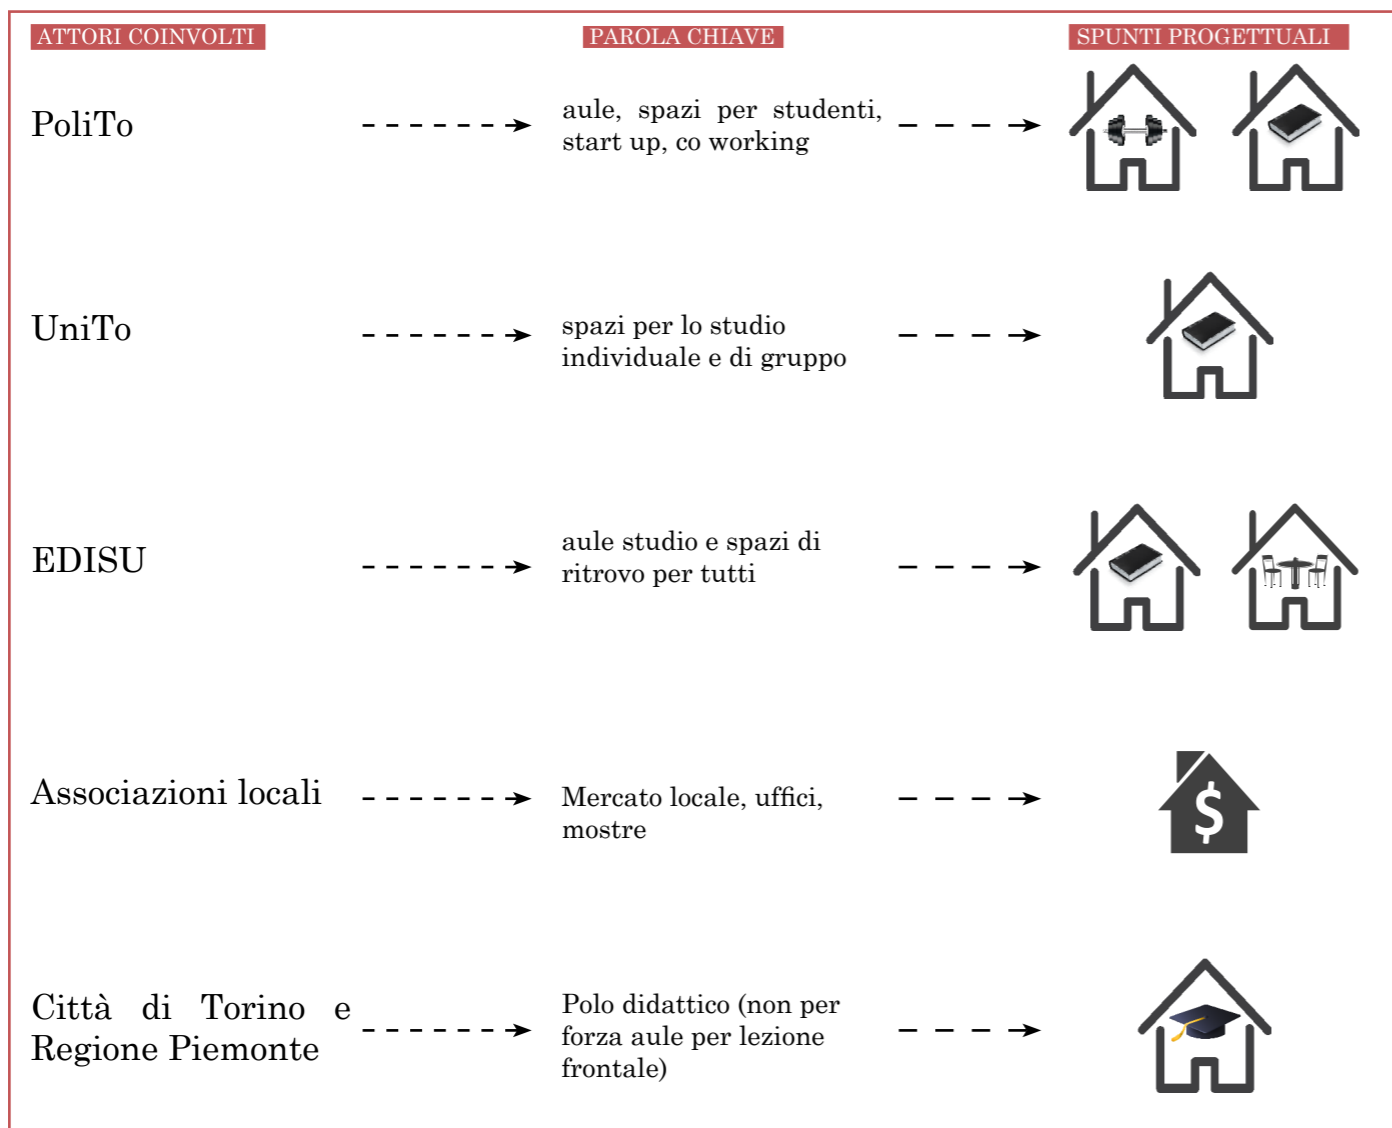 ATTORI COINVOLTI
PAROLA CHIAVE
SPUNTI PROGETTUALI
PoliTo
aule, spazi per studenti,
start up, co working
UniTo
spazi per lo studio
individuale e di gruppo
EDISU
aule studio e spazi di
ritrovo per tutti
Associazioni locali
Mercato locale, uffici,
mostre
$
Città di Torino e
Regione Piemonte
Polo didattico (non per
forza aule per lezione
frontale)